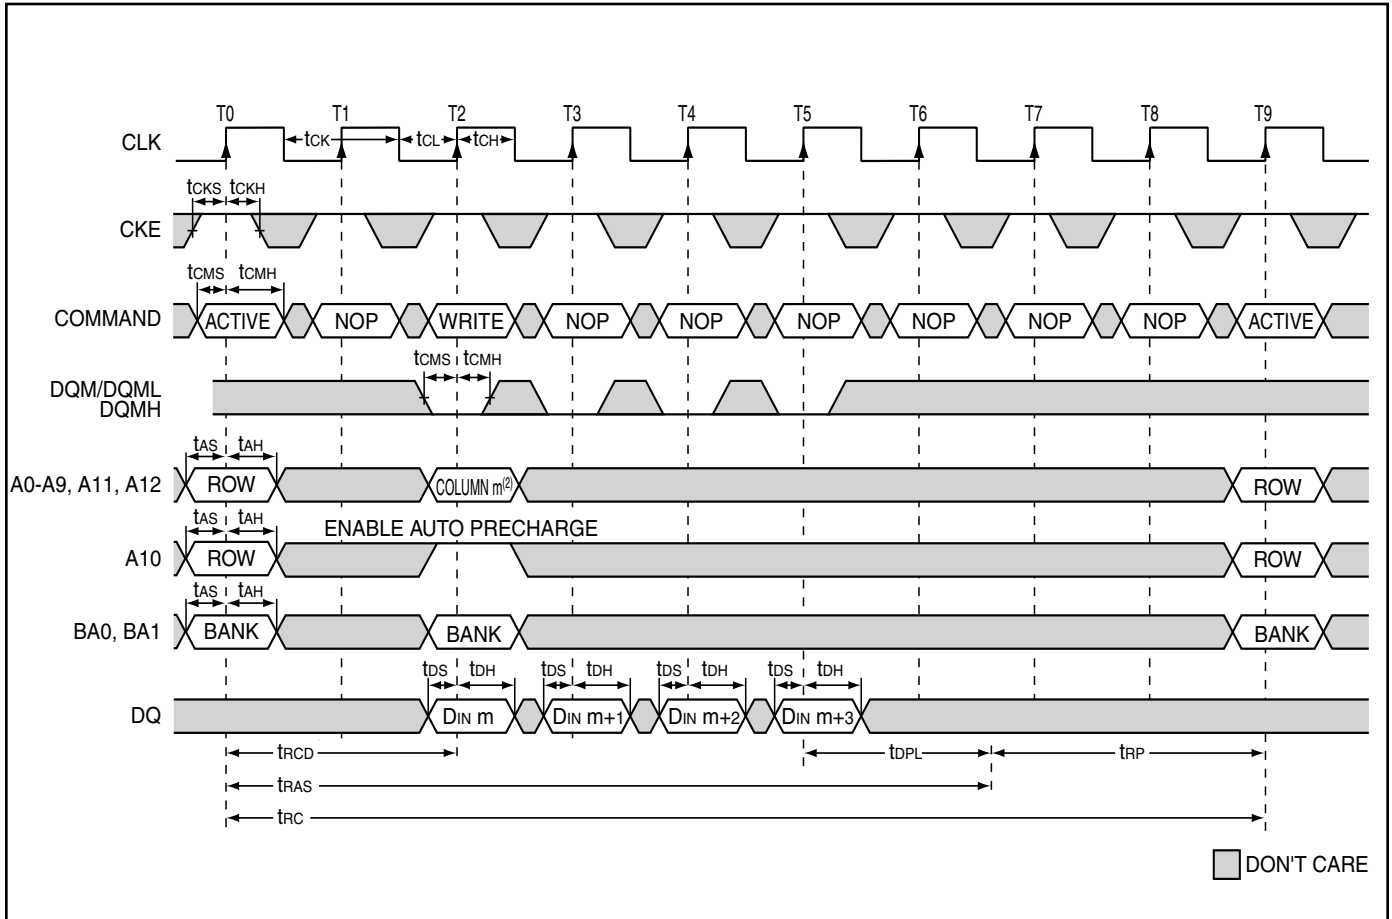 T0 T1 T2 T3 T4 T5 T6 T7 T8 T9
CLK tCK tCL tCH
tCKS tCKH
CKE
tCMS tCMH
COMMAND ACTIVE NOP WRITE NOP NOP NOP NOP NOP NOP ACTIVE
tCMS tCMH
DQM/DQML
DQMH
tAS tAH
A0-A9, A11, A12 ROW COLUMN m(2) ROW
tAS tAH ENABLE AUTO PRECHARGE
A10 ROW ROW
tAS tAH
BA0, BA1 BANK BANK BANK
tDS tDH tDS tDH tDS tDH tDS tDH
DQ DIN m DIN m+1 DIN m+2 DIN m+3
tRCD tDPL tRP
tRAS
tRC
DON'T CARE